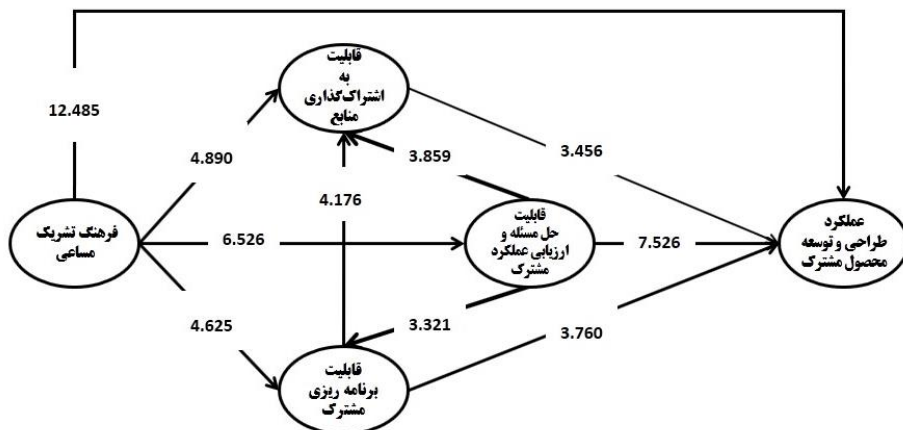 قابلیت
به
اشتراک‌گذاری
منابع
12.485
4.890
3.859
3.456
4.176
فرهنگ تشریک
مساعی
6.526
قابلیت
حل مسئله و
ارزیابی عملکرد
مشترک
7.526
عملکرد
طراحی و توسعه
محصول مشترک
4.625
3.321
3.760
قابلیت
برنامه ریزی
مشترک